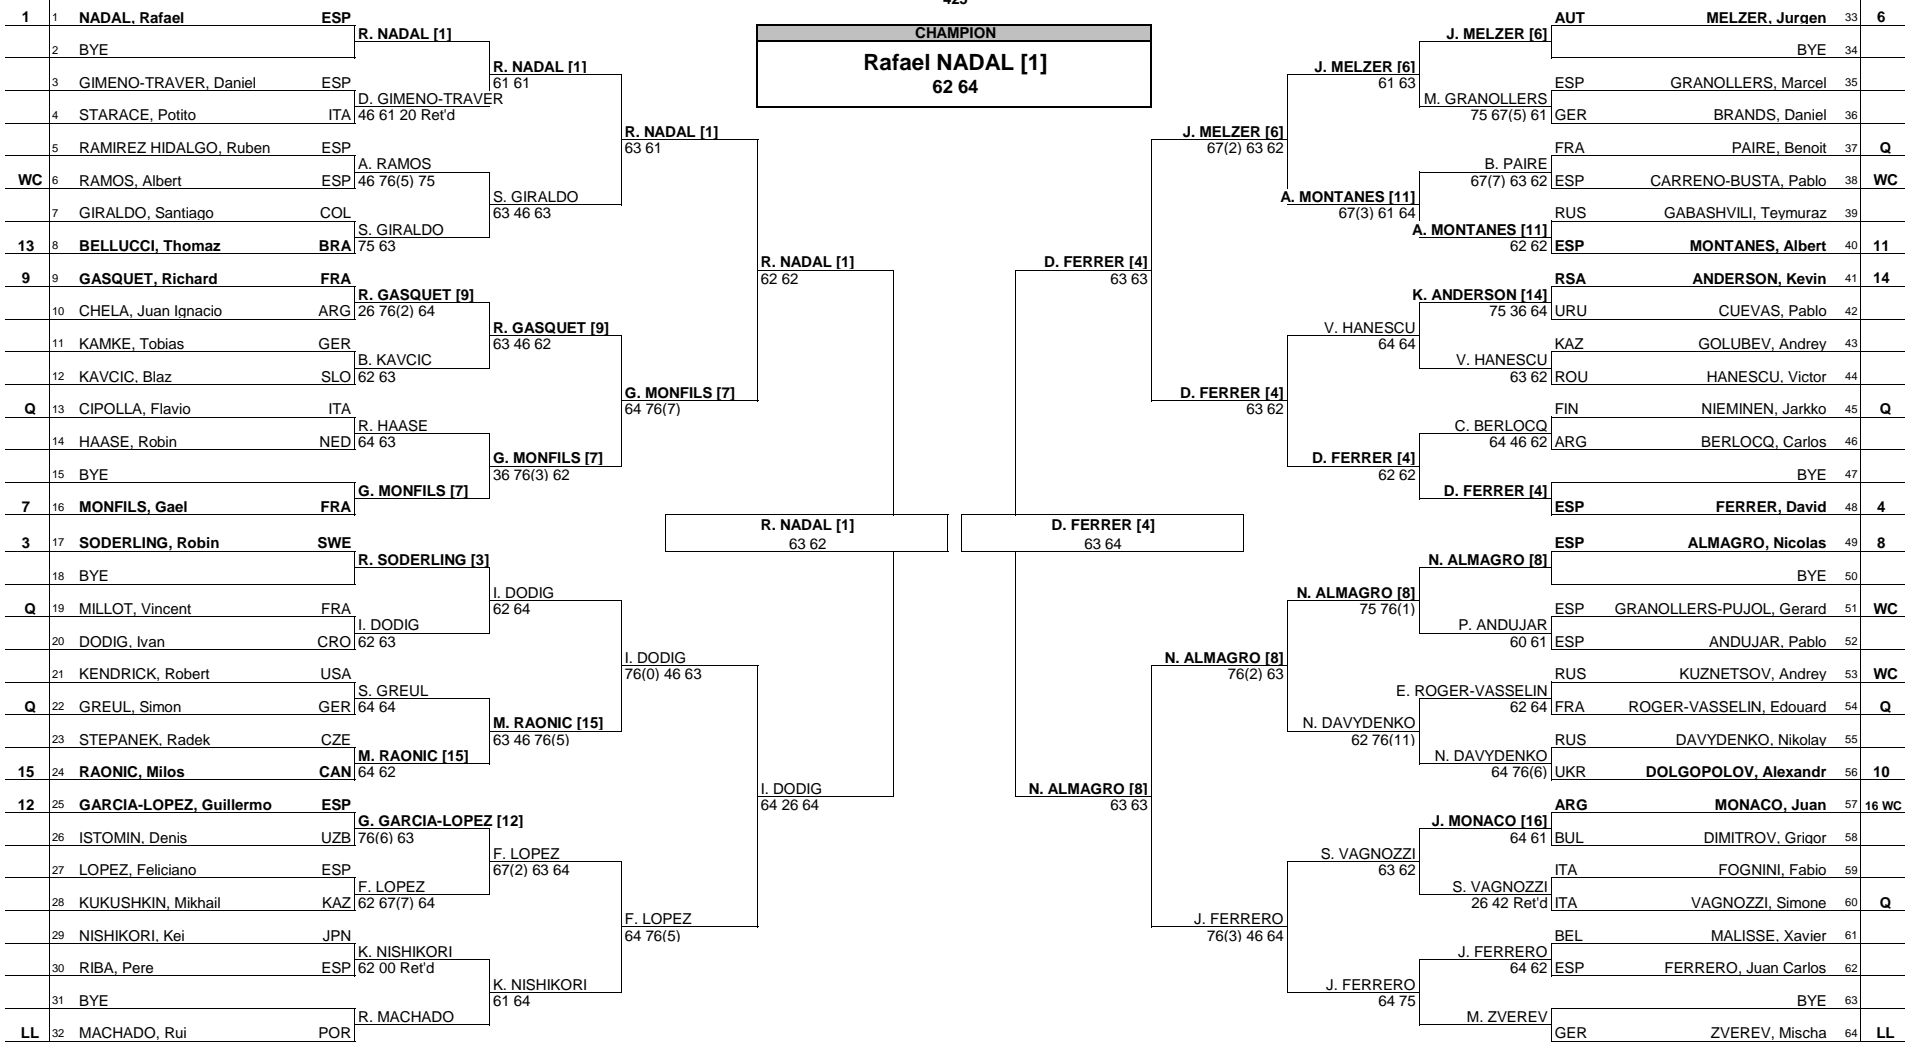 CHAMPION
Rafael NADAL [1]
62 64
1 1 NADAL, Rafael ESP
2 BYE
3 GIMENO-TRAVER, Daniel ESP
4 STARACE, Potito ITA
5 RAMIREZ HIDALGO, Ruben ESP
WC 6 RAMOS, Albert ESP
7 GIRALDO, Santiago COL
13 8 BELLUCCI, Thomaz BRA
9 9 GASQUET, Richard FRA
10 CHELA, Juan Ignacio ARG
11 KAMKE, Tobias GER
12 KAVCIC, Blaz SLO
Q 13 CIPOLLA, Flavio ITA
14 HAASE, Robin NED
15 BYE
7 16 MONFILS, Gael FRA
3 17 SODERLING, Robin SWE
18 BYE
Q 19 MILLOT, Vincent FRA
20 DODIG, Ivan CRO
21 KENDRICK, Robert USA
Q 22 GREUL, Simon GER
23 STEPANEK, Radek CZE
15 24 RAONIC, Milos CAN
12 25 GARCIA-LOPEZ, Guillermo ESP
26 ISTOMIN, Denis UZB
27 LOPEZ, Feliciano ESP
28 KUKUSHKIN, Mikhail KAZ
29 NISHIKORI, Kei JPN
30 RIBA, Pere ESP
31 BYE
LL 32 MACHADO, Rui POR
R. NADAL [1]
D. GIMENO-TRAVER
46 61 20 Ret'd
A. RAMOS
46 76(5) 75
S. GIRALDO
75 63
R. GASQUET [9]
26 76(2) 64
B. KAVCIC
62 63
R. HAASE
64 63
G. MONFILS [7]
R. SODERLING [3]
I. DODIG
62 63
S. GREUL
64 64
M. RAONIC [15]
64 62
G. GARCIA-LOPEZ [12]
76(6) 63
F. LOPEZ
62 67(7) 64
K. NISHIKORI
62 00 Ret'd
R. MACHADO
R. NADAL [1]
61 61
S. GIRALDO
63 46 63
R. GASQUET [9]
63 46 62
G. MONFILS [7]
36 76(3) 62
I. DODIG
62 64
M. RAONIC [15]
63 46 76(5)
F. LOPEZ
67(2) 63 64
K. NISHIKORI
61 64
R. NADAL [1]
63 61
G. MONFILS [7]
64 76(7)
I. DODIG
76(0) 46 63
F. LOPEZ
64 76(5)
R. NADAL [1]
62 62
I. DODIG
64 26 64
R. NADAL [1]
63 62
D. FERRER [4]
63 64
D. FERRER [4]
63 63
N. ALMAGRO [8]
63 63
J. MELZER [6]
67(2) 63 62
D. FERRER [4]
63 62
N. ALMAGRO [8]
76(2) 63
J. FERRERO
76(3) 46 64
J. MELZER [6]
61 63
A. MONTANES [11]
67(3) 61 64
V. HANESCU
64 64
D. FERRER [4]
62 62
N. ALMAGRO [8]
75 76(1)
N. DAVYDENKO
62 76(11)
S. VAGNOZZI
63 62
J. FERRERO
64 75
J. MELZER [6]
M. GRANOLLERS
75 67(5) 61
B. PAIRE
67(7) 63 62
A. MONTANES [11]
62 62
K. ANDERSON [14]
75 36 64
V. HANESCU
63 62
C. BERLOCQ
64 46 62
D. FERRER [4]
N. ALMAGRO [8]
P. ANDUJAR
60 61
E. ROGER-VASSELIN
62 64
N. DAVYDENKO
64 76(6)
J. MONACO [16]
64 61
S. VAGNOZZI
26 42 Ret'd
J. FERRERO
64 62
M. ZVEREV
AUT MELZER, Jurgen 33 6
BYE 34
ESP GRANOLLERS, Marcel 35
GER BRANDS, Daniel 36
FRA PAIRE, Benoit 37 Q
ESP CARRENO-BUSTA, Pablo 38 WC
RUS GABASHVILI, Teymuraz 39
ESP MONTANES, Albert 40 11
RSA ANDERSON, Kevin 41 14
URU CUEVAS, Pablo 42
KAZ GOLUBEV, Andrey 43
ROU HANESCU, Victor 44
FIN NIEMINEN, Jarkko 45 Q
ARG BERLOCQ, Carlos 46
BYE 47
ESP FERRER, David 48 4
ESP ALMAGRO, Nicolas 49 8
BYE 50
ESP GRANOLLERS-PUJOL, Gerard 51 WC
ESP ANDUJAR, Pablo 52
RUS KUZNETSOV, Andrey 53 WC
FRA ROGER-VASSELIN, Edouard 54 Q
RUS DAVYDENKO, Nikolay 55
UKR DOLGOPOLOV, Alexandr 56 10
ARG MONACO, Juan 57 16 WC
BUL DIMITROV, Grigor 58
ITA FOGNINI, Fabio 59
ITA VAGNOZZI, Simone 60 Q
BEL MALISSE, Xavier 61
ESP FERRERO, Juan Carlos 62
BYE 63
GER ZVEREV, Mischa 64 LL